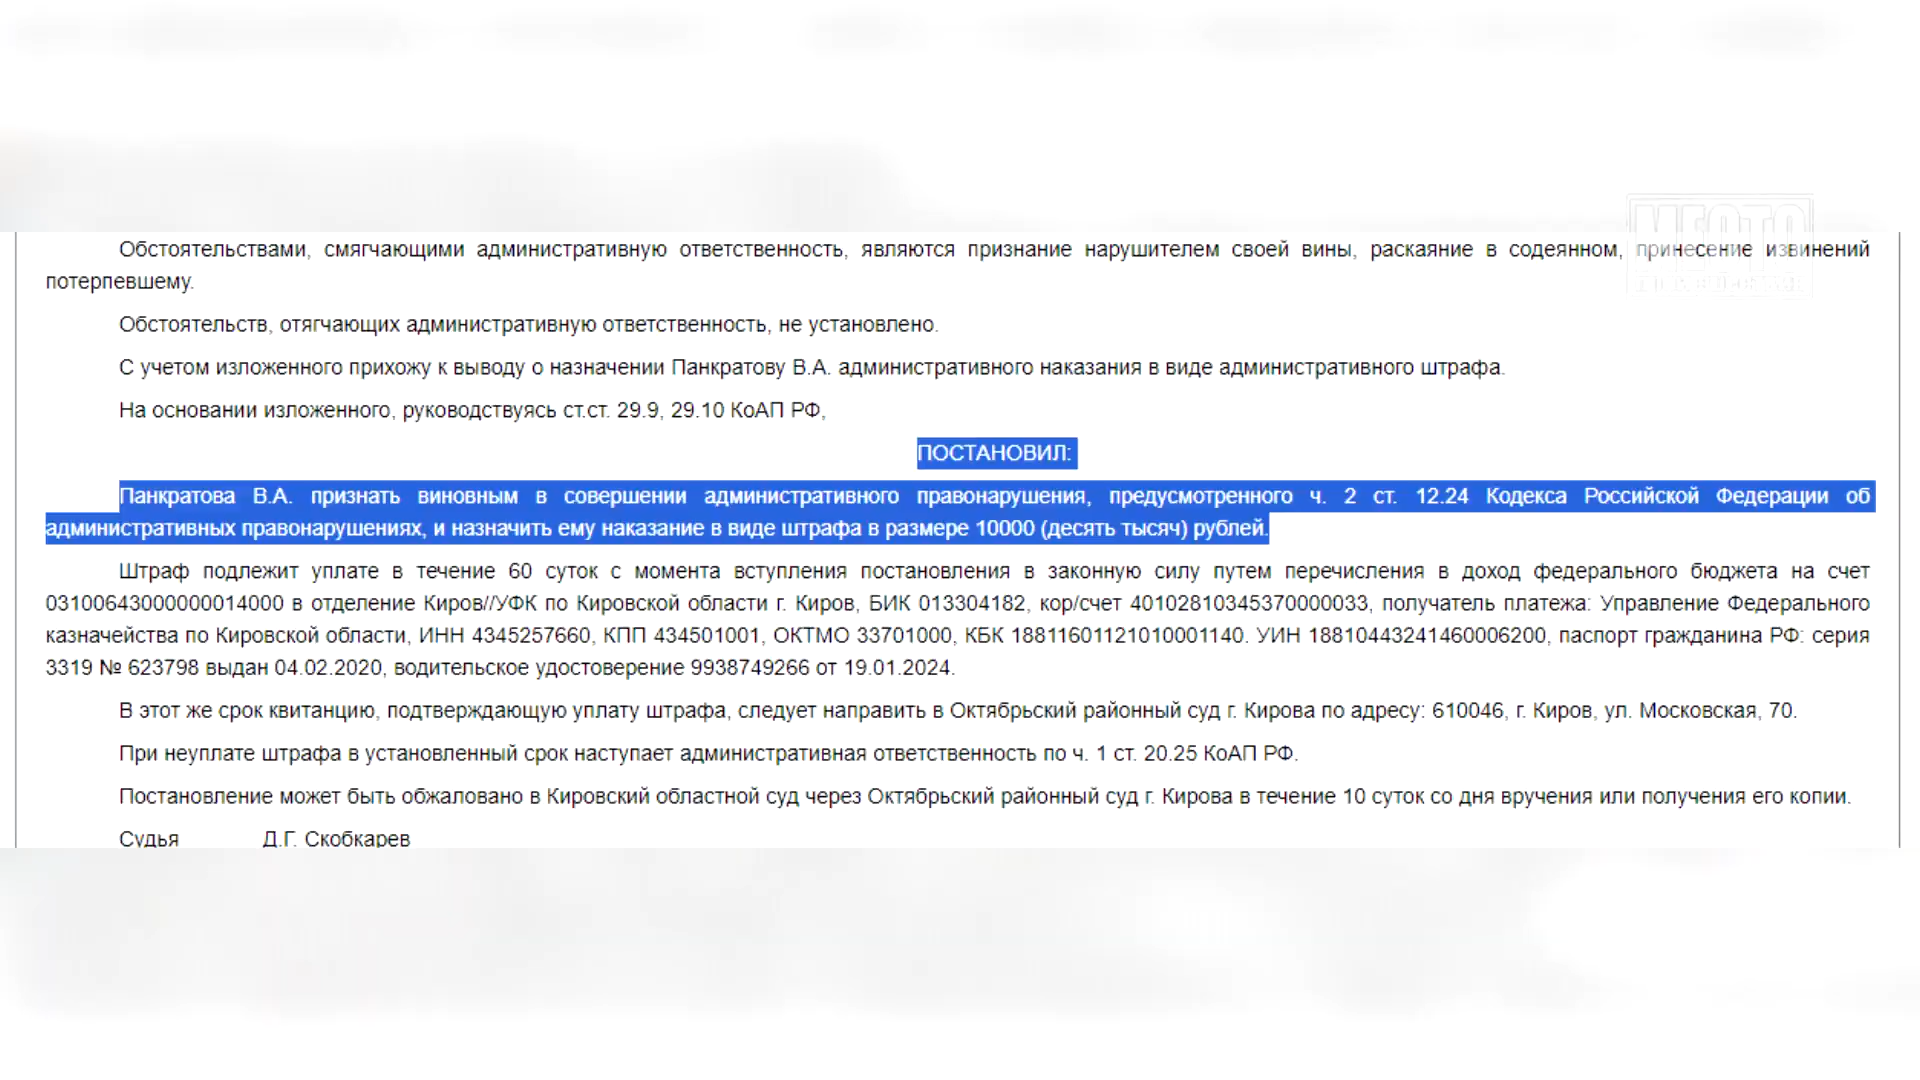 МЕСТО
Обстоятельствами, смягчающими административную ответственность, являются признание нарушителем своей вины, раскаяние в содеянном, принесение извинений
потерпевшему.
Обстоятельств, отягчающих административную ответственность, не установлено.
С учетом изложенного прихожу к выводу о назначении Панкратову В.А. административного наказания в виде административного штрафа.
На основании изложенного, руководствуясь ст.ст. 29.9, 29.10 КоАП РФ,
ПОСТАНОВИЛ:
Панкратова В.А. признать виновным в совершении административного правонарушения, предусмотренного ч. 2 ст. 12.24 Кодекса Российской Федерации об
административных правонарушениях, и назначить ему наказание в виде штрафа в размере 10000 (десять тысяч) рублей.
Штраф подлежит уплате в течение 60 суток с момента вступления постановления в законную силу путем перечисления в доход федерального бюджета на счет
03100643000000014000 в отделение Киров//УФК по Кировской области г. Киров, БИК 013304182, кор/счет 40102810345370000033, получатель платежа: Управление Федерального
казначейства по Кировской области, ИНН 4345257660, КПП 434501001, ОКТМО 33701000, КБК 18811601121010001140. УИН 18810443241460006200, паспорт гражданина РФ: серия
3319 № 623798 выдан 04.02.2020, водительское удостоверение 9938749266 от 19.01.2024.
В этот же срок квитанцию, подтверждающую уплату штрафа, следует направить в Октябрьский районный суд г. Кирова по адресу: 610046, г. Киров, ул. Московская, 70.
При неуплате штрафа в установленный срок наступает административная ответственность по ч. 1 ст. 20.25 КоАП РФ.
Постановление может быть обжаловано в Кировский областной суд через Октябрьский районный суд г. Кирова в течение 10 суток со дня вручения или получения его копии.
Судья Д.Г. Скобкарев